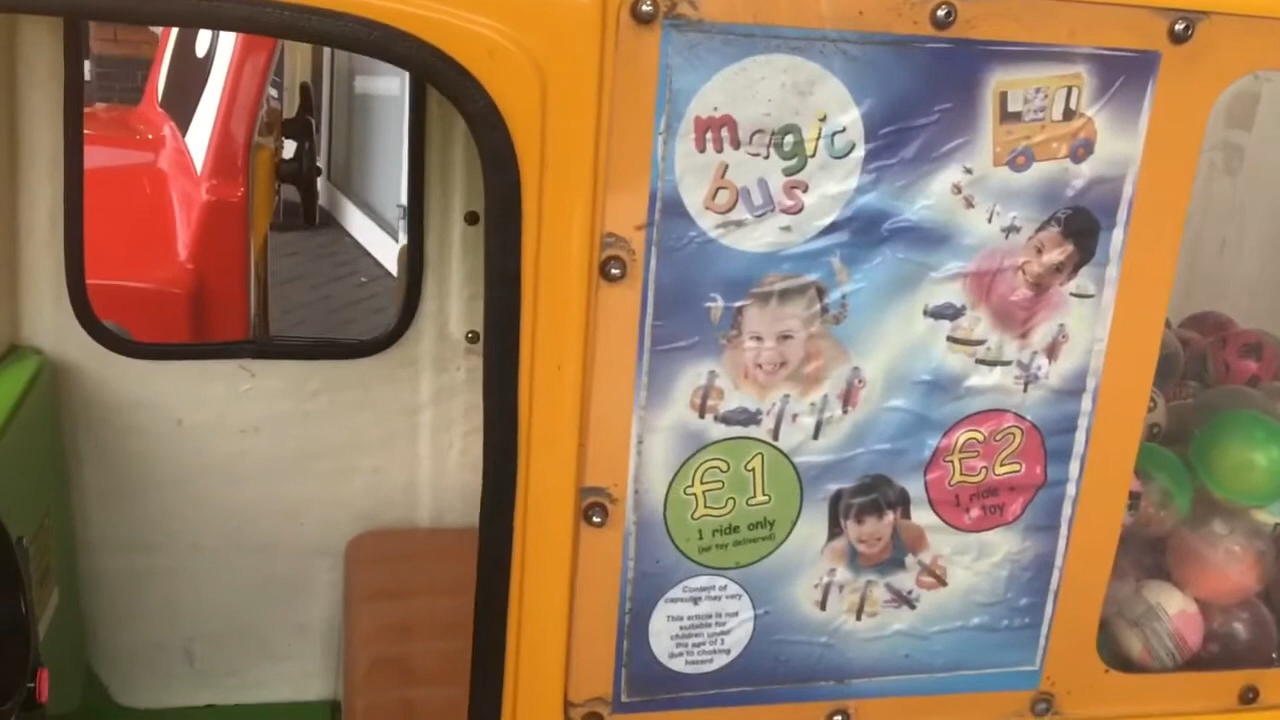 magic
bus
£1
1 ride only
(no toy delivered)
£2
1 ride +
toy
Content of
capsules may vary
This article is not
suitable for
children under
the age of 3
due to choking
hazard